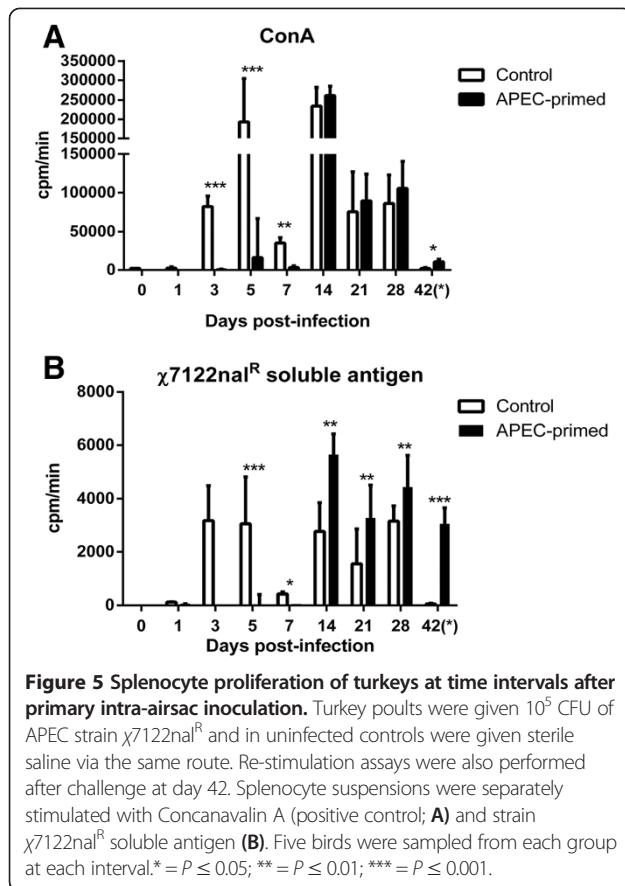 A
ConA
Control
APEC-primed
350000
300000
250000
200000
150000
100000
50000
0
cpm/min
***
***
**
*
0 1 3 5 7 14 21 28 42(*)
Days post-infection
B
χ7122nalᴿ soluble antigen
Control
APEC-primed
8000
6000
4000
2000
0
cpm/min
***
*
**
**
**
***
0 1 3 5 7 14 21 28 42(*)
Days post-infection
Figure 5 Splenocyte proliferation of turkeys at time intervals after
primary intra-airsac inoculation. Turkey poults were given 10⁵ CFU of
APEC strain χ7122nalᴿ and in uninfected controls were given sterile
saline via the same route. Re-stimulation assays were also performed
after challenge at day 42. Splenocyte suspensions were separately
stimulated with Concanavalin A (positive control; A) and strain
χ7122nalᴿ soluble antigen (B). Five birds were sampled from each group
at each interval.* = P ≤ 0.05; ** = P ≤ 0.01; *** = P ≤ 0.001.